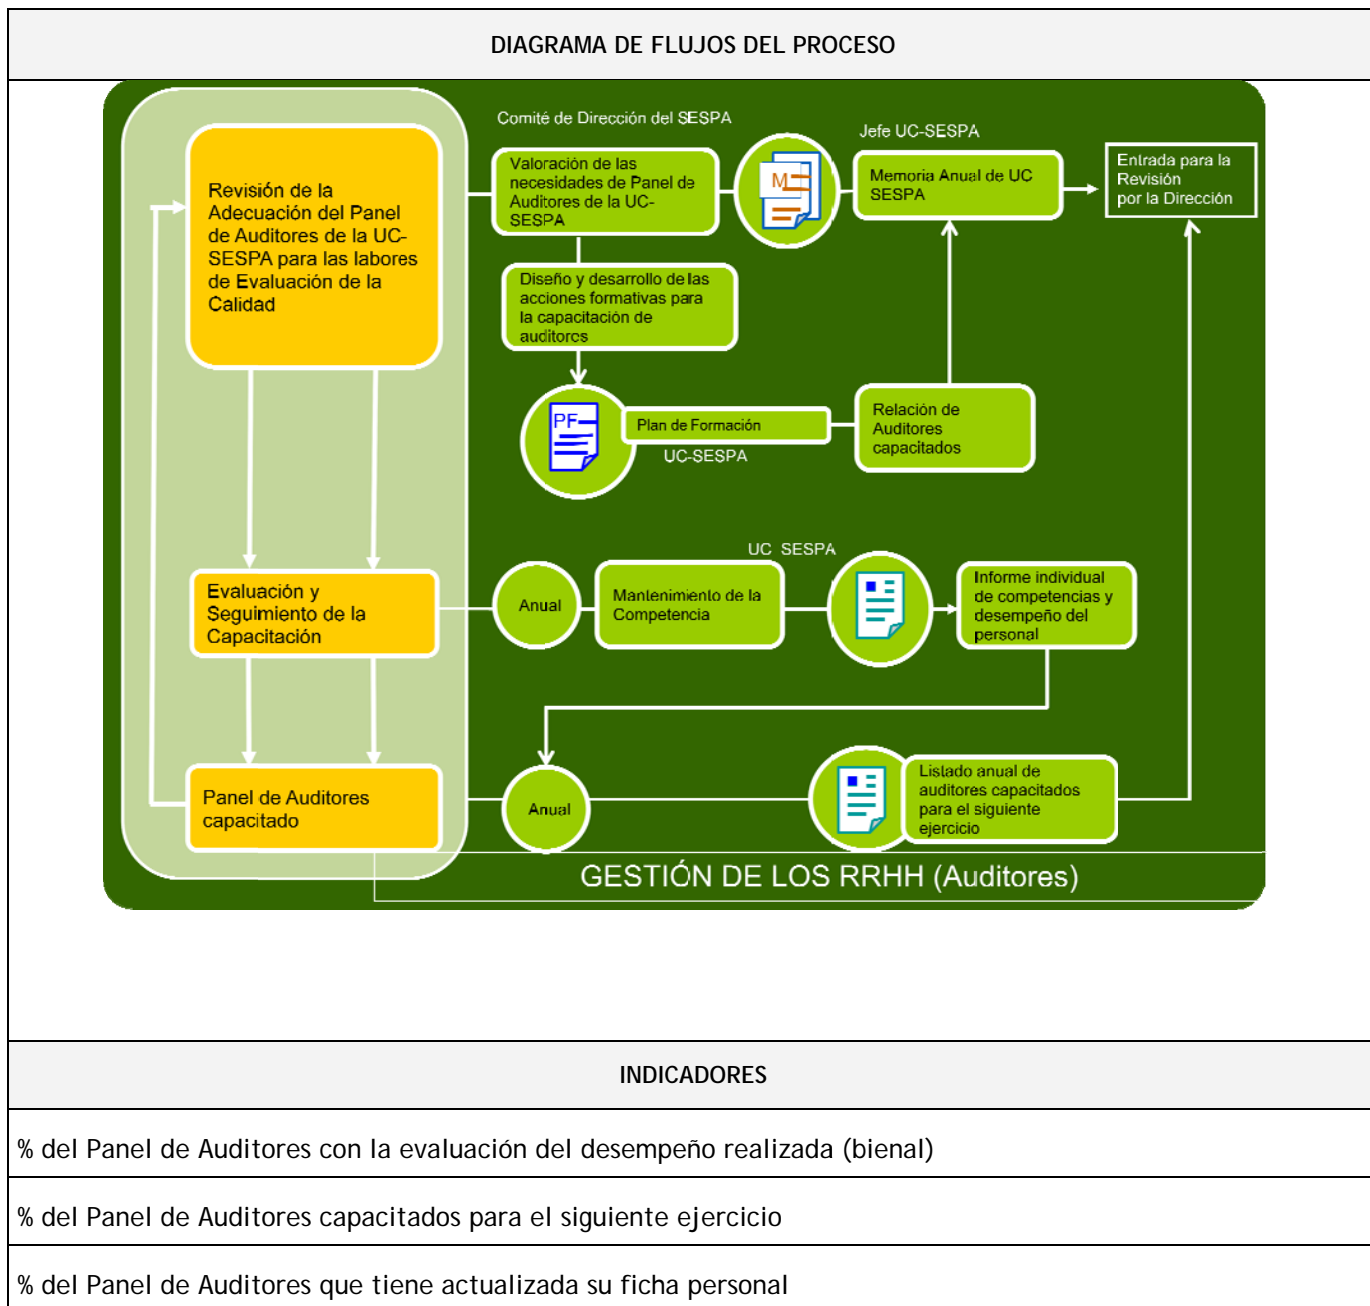 DIAGRAMA DE FLUJOS DEL PROCESO
Comité de Dirección del SESPA
Jefe UC-SESPA
Revisión de la
Adecuación del Panel
de Auditores de la UC-
SESPA para las labores
de Evaluación de la
Calidad
Valoración de las
necesidades de Panel de
Auditores de la UC-
SESPA
M
Memoria Anual de UC
SESPA
Entrada para la
Revisión
por la Dirección
Diseño y desarrollo de las
acciones formativas para
la capacitación de
auditores
PF
Plan de Formación
UC-SESPA
Relación de
Auditores
capacitados
UC SESPA
Evaluación y
Seguimiento de la
Capacitación
Anual
Mantenimiento de la
Competencia
Informe individual
de competencias y
desempeño del
personal
Panel de Auditores
capacitado
Anual
Listado anual de
auditores capacitados
para el siguiente
ejercicio
GESTIÓN DE LOS RRHH (Auditores)
INDICADORES
% del Panel de Auditores con la evaluación del desempeño realizada (bienal)
% del Panel de Auditores capacitados para el siguiente ejercicio
% del Panel de Auditores que tiene actualizada su ficha personal